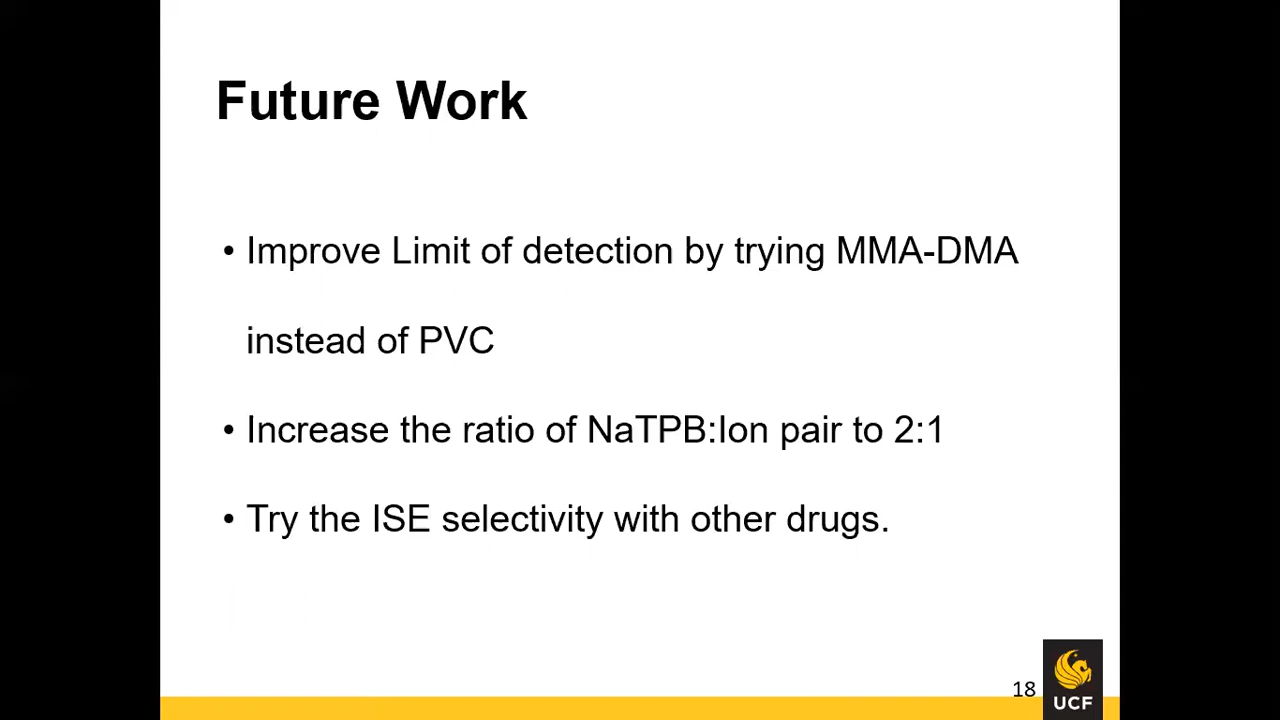 Future Work
• Improve Limit of detection by trying MMA-DMA
instead of PVC
• Increase the ratio of NaTPB:Ion pair to 2:1
• Try the ISE selectivity with other drugs.
18
UCF